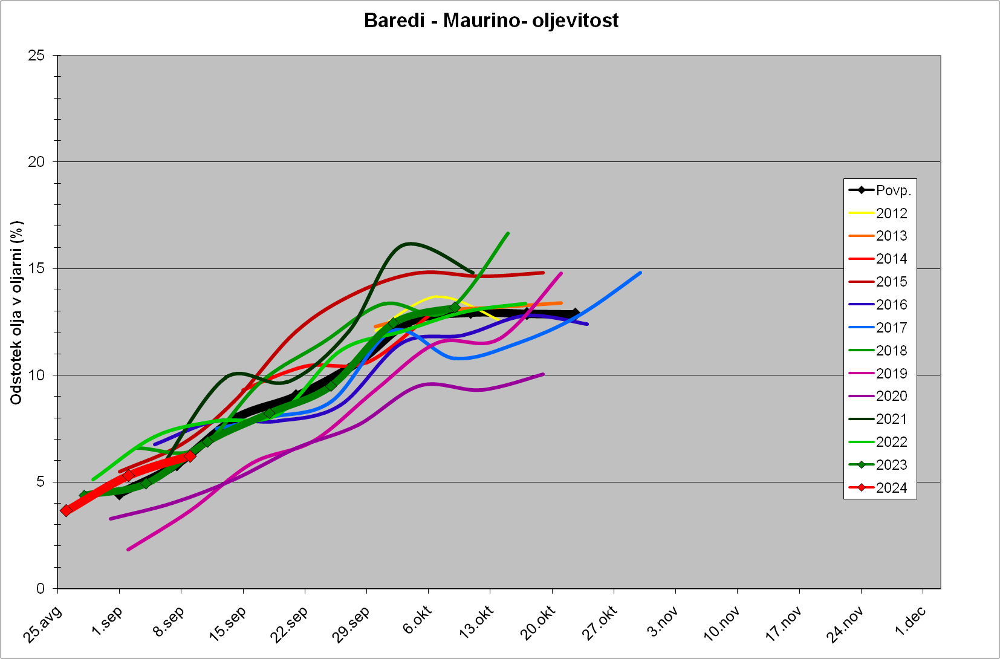 Baredi - Maurino- oljevitost
Odstotek olja v oljarni (%)
25
20
15
10
5
0
25.avg
1.sep
8.sep
15.sep
22.sep
29.sep
6.okt
13.okt
20.okt
27.okt
3.nov
10.nov
17.nov
24.nov
1.dec
Povp.
2012
2013
2014
2015
2016
2017
2018
2019
2020
2021
2022
2023
2024